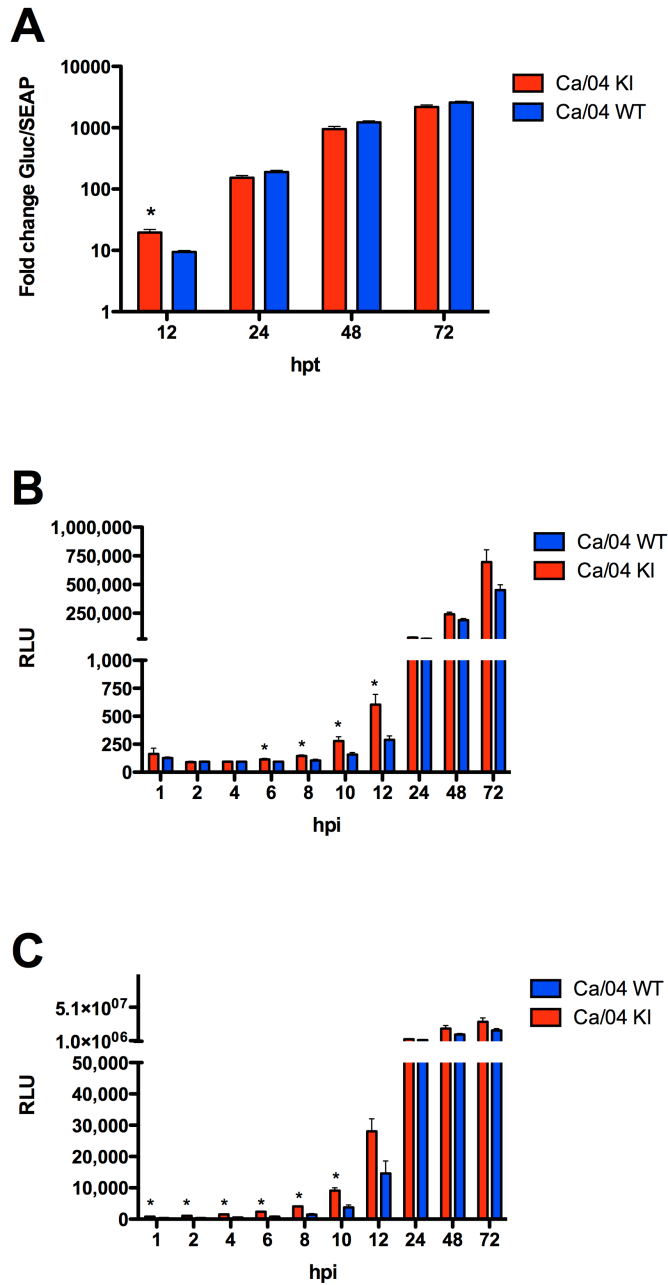 A
Fold change Gluc/SEAP
10000
1000
100
10
1
*
12 24 48 72
hpt
Ca/04 KI
Ca/04 WT
B
RLU
1,000,000
750,000
500,000
250,000
1,000
750
500
250
0
* * * *
1 2 4 6 8 10 12 24 48 72
hpi
Ca/04 WT
Ca/04 KI
C
RLU
5.1×10⁰⁷
1.0×10⁰⁶
50,000
40,000
30,000
20,000
10,000
0
* * * * * *
1 2 4 6 8 10 12 24 48 72
hpi
Ca/04 WT
Ca/04 KI